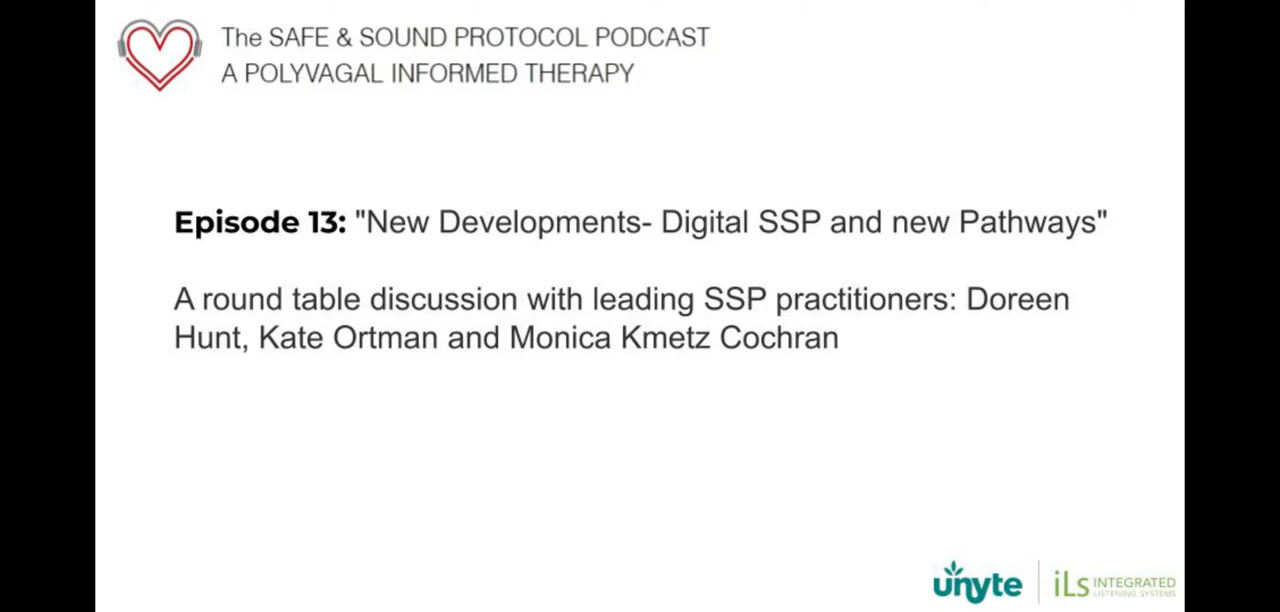 The SAFE & SOUND PROTOCOL PODCAST
A POLYVAGAL INFORMED THERAPY
Episode 13: "New Developments- Digital SSP and new Pathways"
A round table discussion with leading SSP practitioners: Doreen
Hunt, Kate Ortman and Monica Kmetz Cochran
unyte
iLs INTEGRATED
LISTENING SYSTEMS